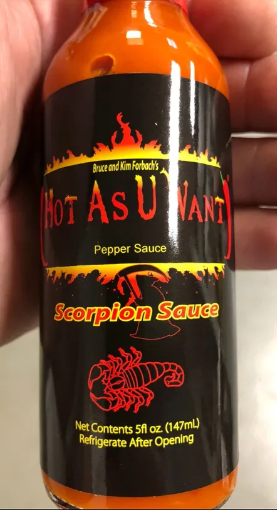 Bruce and Kim Forbach's
HOT AS U WANT
Pepper Sauce
Scorpion Sauce
Net Contents 5fl oz. (147mL)
Refrigerate After Opening